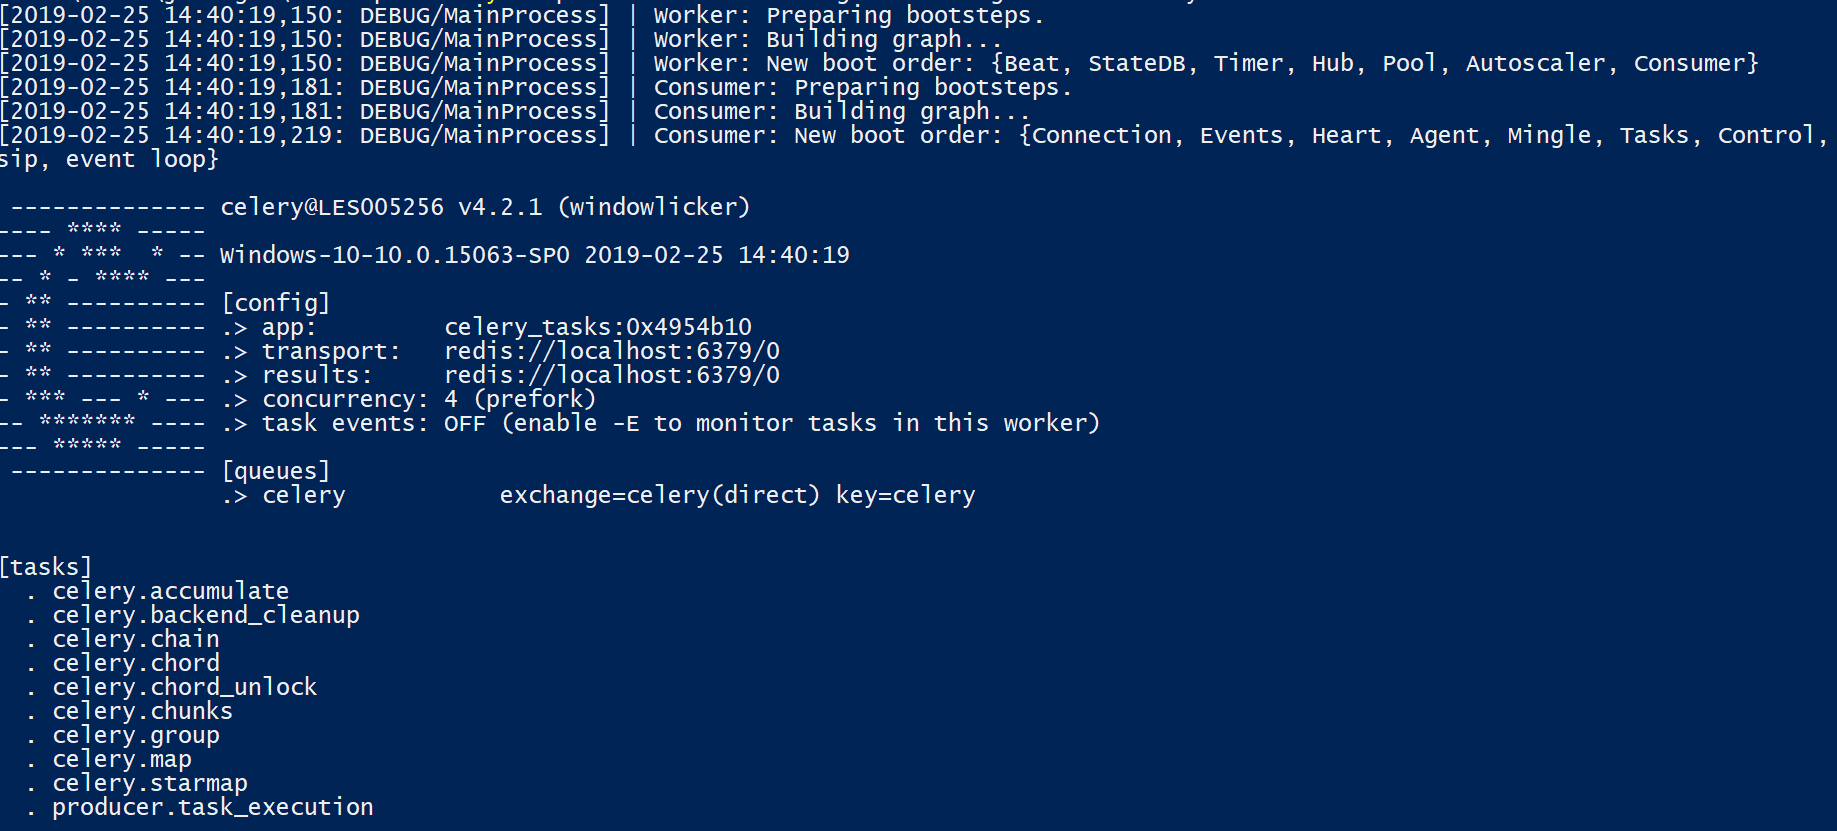 [2019-02-25 14:40:19,150: DEBUG/MainProcess] | Worker: Preparing bootsteps.
[2019-02-25 14:40:19,150: DEBUG/MainProcess] | Worker: Building graph...
[2019-02-25 14:40:19,150: DEBUG/MainProcess] | Worker: New boot order: {Beat, StateDB, Timer, Hub, Pool, Autoscaler, Consumer}
[2019-02-25 14:40:19,181: DEBUG/MainProcess] | Consumer: Preparing bootsteps.
[2019-02-25 14:40:19,181: DEBUG/MainProcess] | Consumer: Building graph...
[2019-02-25 14:40:19,219: DEBUG/MainProcess] | Consumer: New boot order: {Connection, Events, Heart, Agent, Mingle, Tasks, Control,
sip, event loop}
 -------------- celery@LES005256 v4.2.1 (windowlicker)
---- **** -----
--- * ***  * -- Windows-10-10.0.15063-SP0 2019-02-25 14:40:19
-- * - **** ---
- ** ---------- [config]
- ** ---------- .> app:         celery_tasks:0x4954b10
- ** ---------- .> transport:   redis://localhost:6379/0
- ** ---------- .> results:     redis://localhost:6379/0
- *** --- * --- .> concurrency: 4 (prefork)
-- ******* ---- .> task events: OFF (enable -E to monitor tasks in this worker)
--- ***** -----
 -------------- [queues]
                .> celery           exchange=celery(direct) key=celery
[tasks]
  . celery.accumulate
  . celery.backend_cleanup
  . celery.chain
  . celery.chord
  . celery.chord_unlock
  . celery.chunks
  . celery.group
  . celery.map
  . celery.starmap
  . producer.task_execution